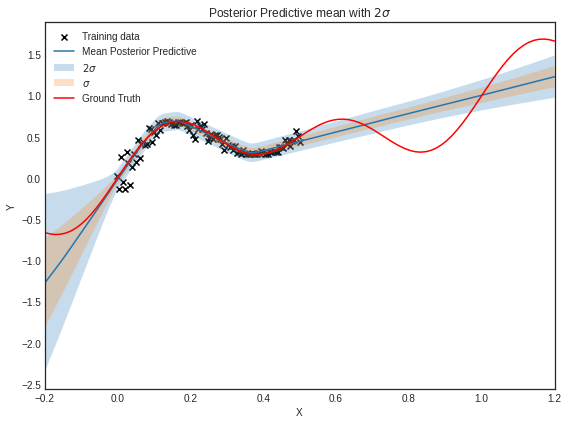 Posterior Predictive mean with 2σ
Training data
Mean Posterior Predictive
2σ
σ
Ground Truth
Y
1.5
1.0
0.5
0.0
−0.5
−1.0
−1.5
−2.0
−2.5
−0.2 0.0 0.2 0.4 0.6 0.8 1.0 1.2
X